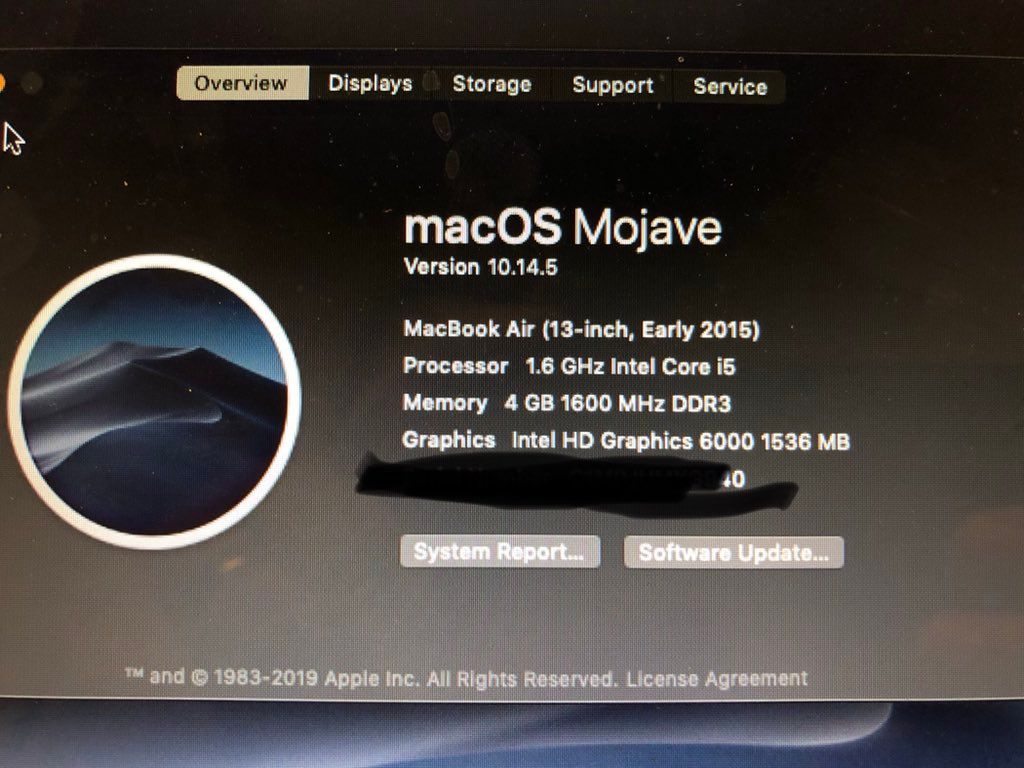 Overview Displays Storage Support Service
macOS Mojave
Version 10.14.5
MacBook Air (13-inch, Early 2015)
Processor 1.6 GHz Intel Core i5
Memory 4 GB 1600 MHz DDR3
Graphics Intel HD Graphics 6000 1536 MB
System Report... Software Update...
™ and © 1983-2019 Apple Inc. All Rights Reserved. License Agreement